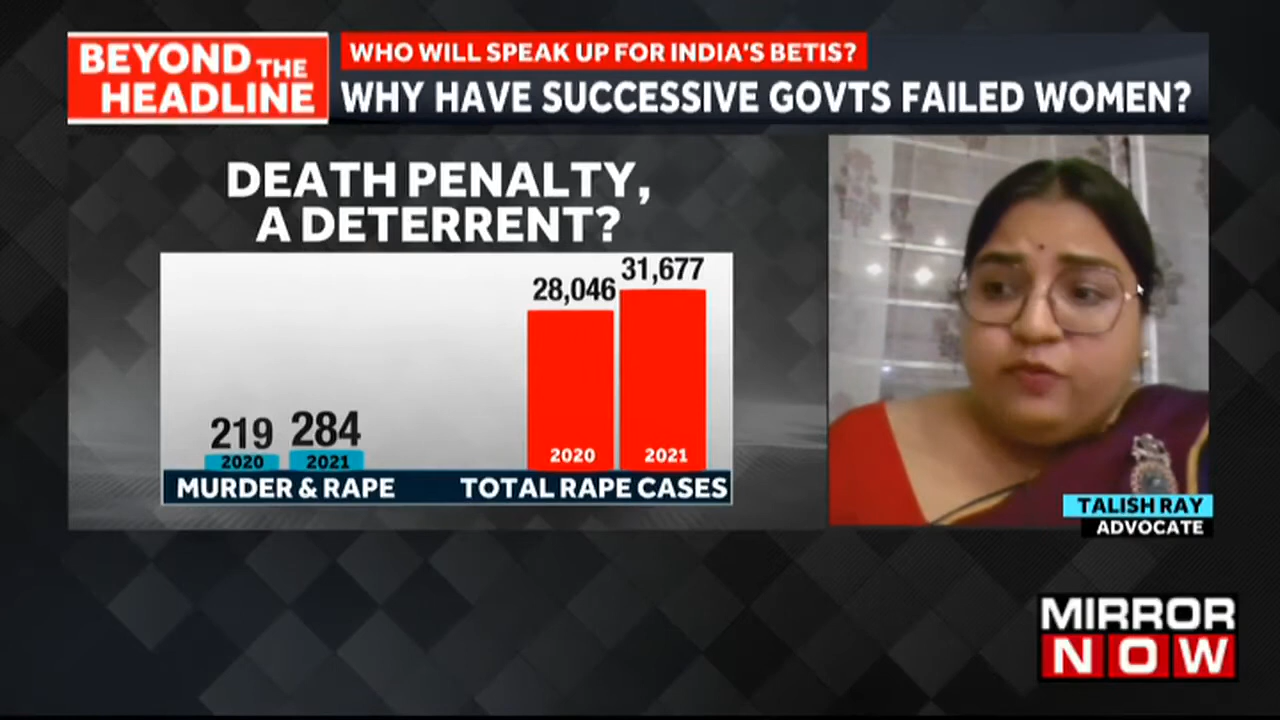 BEYOND THE
HEADLINE
WHO WILL SPEAK UP FOR INDIA'S BETIS?
WHY HAVE SUCCESSIVE GOVTS FAILED WOMEN?
DEATH PENALTY,
A DETERRENT?
219
284
28,046
31,677
2020
2021
2020
2021
MURDER & RAPE
TOTAL RAPE CASES
TALISH RAY
ADVOCATE
MIRROR
NOW